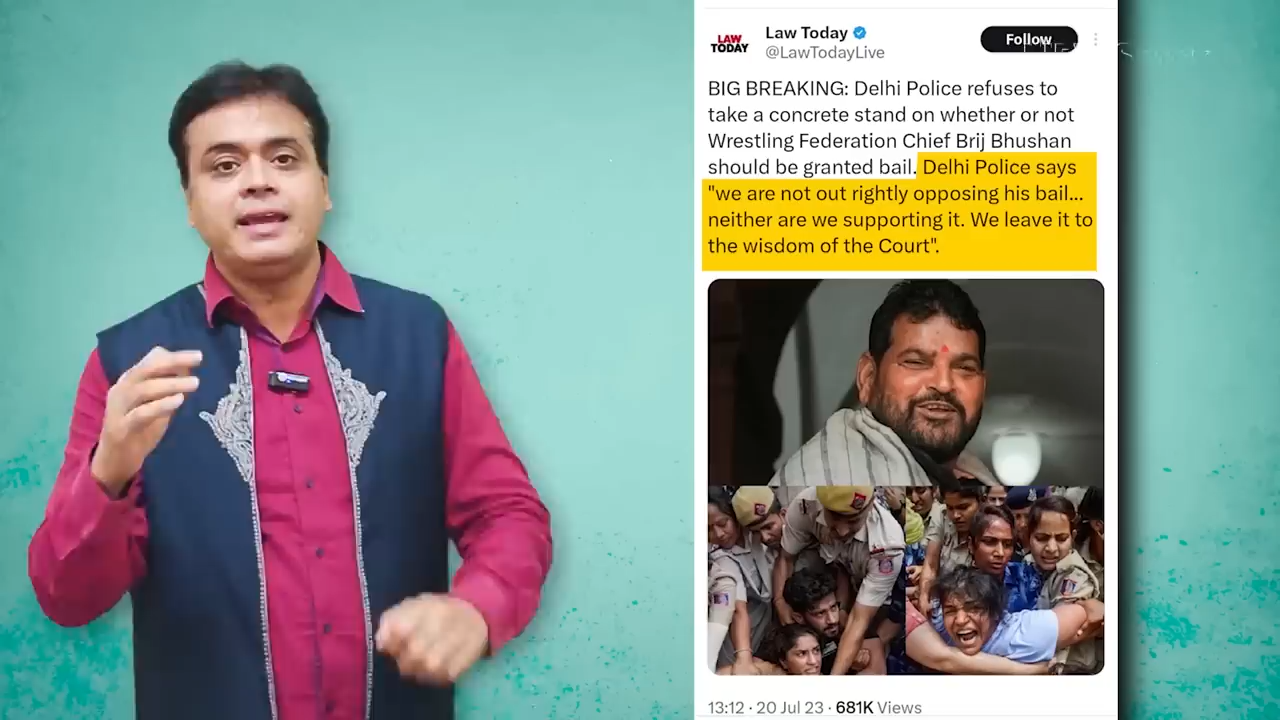 LAW
TODAY
Law Today
@LawTodayLive
Follow
BIG BREAKING: Delhi Police refuses to
take a concrete stand on whether or not
Wrestling Federation Chief Brij Bhushan
should be granted bail. Delhi Police says
"we are not out rightly opposing his bail...
neither are we supporting it. We leave it to
the wisdom of the Court".
13:12 · 20 Jul 23 · 681K Views